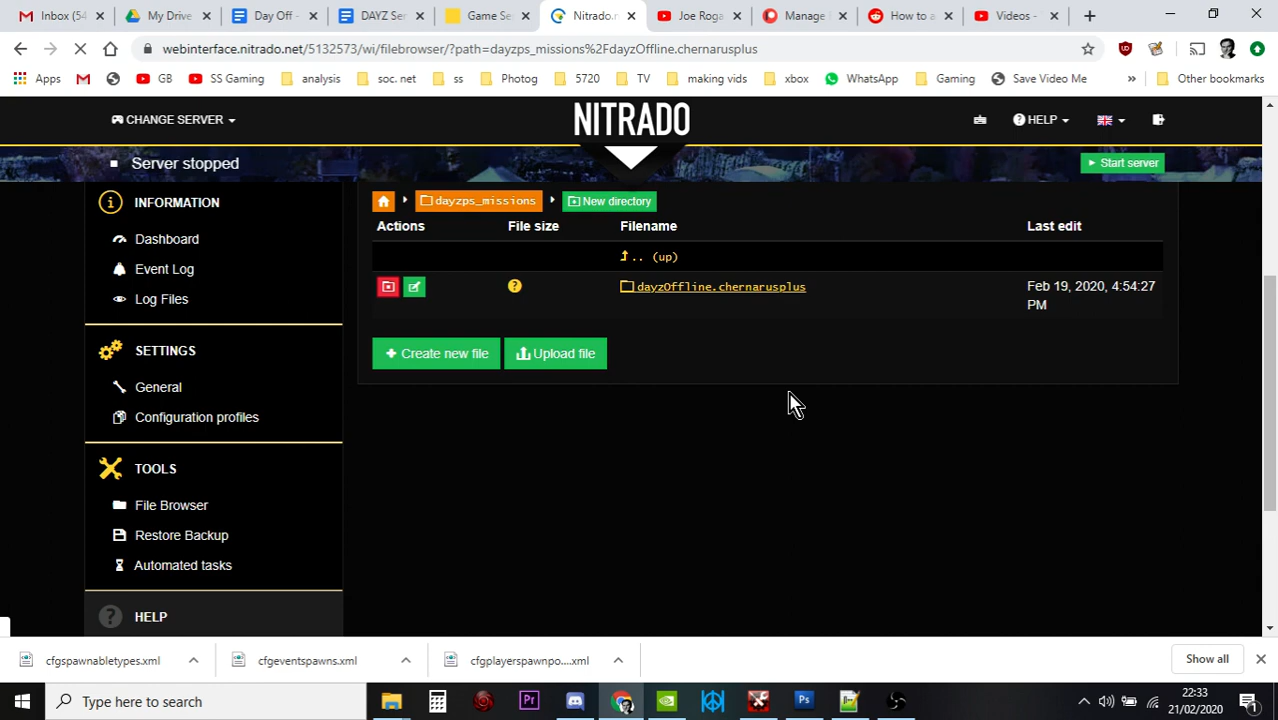 Inbox (54
My Drive
Day Off -
DAYZ Se
Game Sa
Nitrado.n
Joe Roga
Manage
How to a
Videos -
webinterface.nitrado.net/5132573/wi/filebrowser/?path=dayzps_missions%2FdayzOffline.chernarusplus
Apps
GB
SS Gaming
analysis
soc. net
ss
Photog
5720
TV
making vids
xbox
WhatsApp
Gaming
Save Video Me
»
Other bookmarks
CHANGE SERVER
NITRADO
HELP
Server stopped
Start server
INFORMATION
Dashboard
Event Log
Log Files
SETTINGS
General
Configuration profiles
TOOLS
File Browser
Restore Backup
Automated tasks
HELP
dayzps_missions
New directory
Actions
File size
Filename
Last edit
.. (up)
dayzOffline.chernarusplus
Feb 19, 2020, 4:54:27
PM
Create new file
Upload file
cfgspawnabletypes.xml
cfgeventspawns.xml
cfgplayerspawnpo....xml
Show all
Type here to search
22:33
21/02/2020